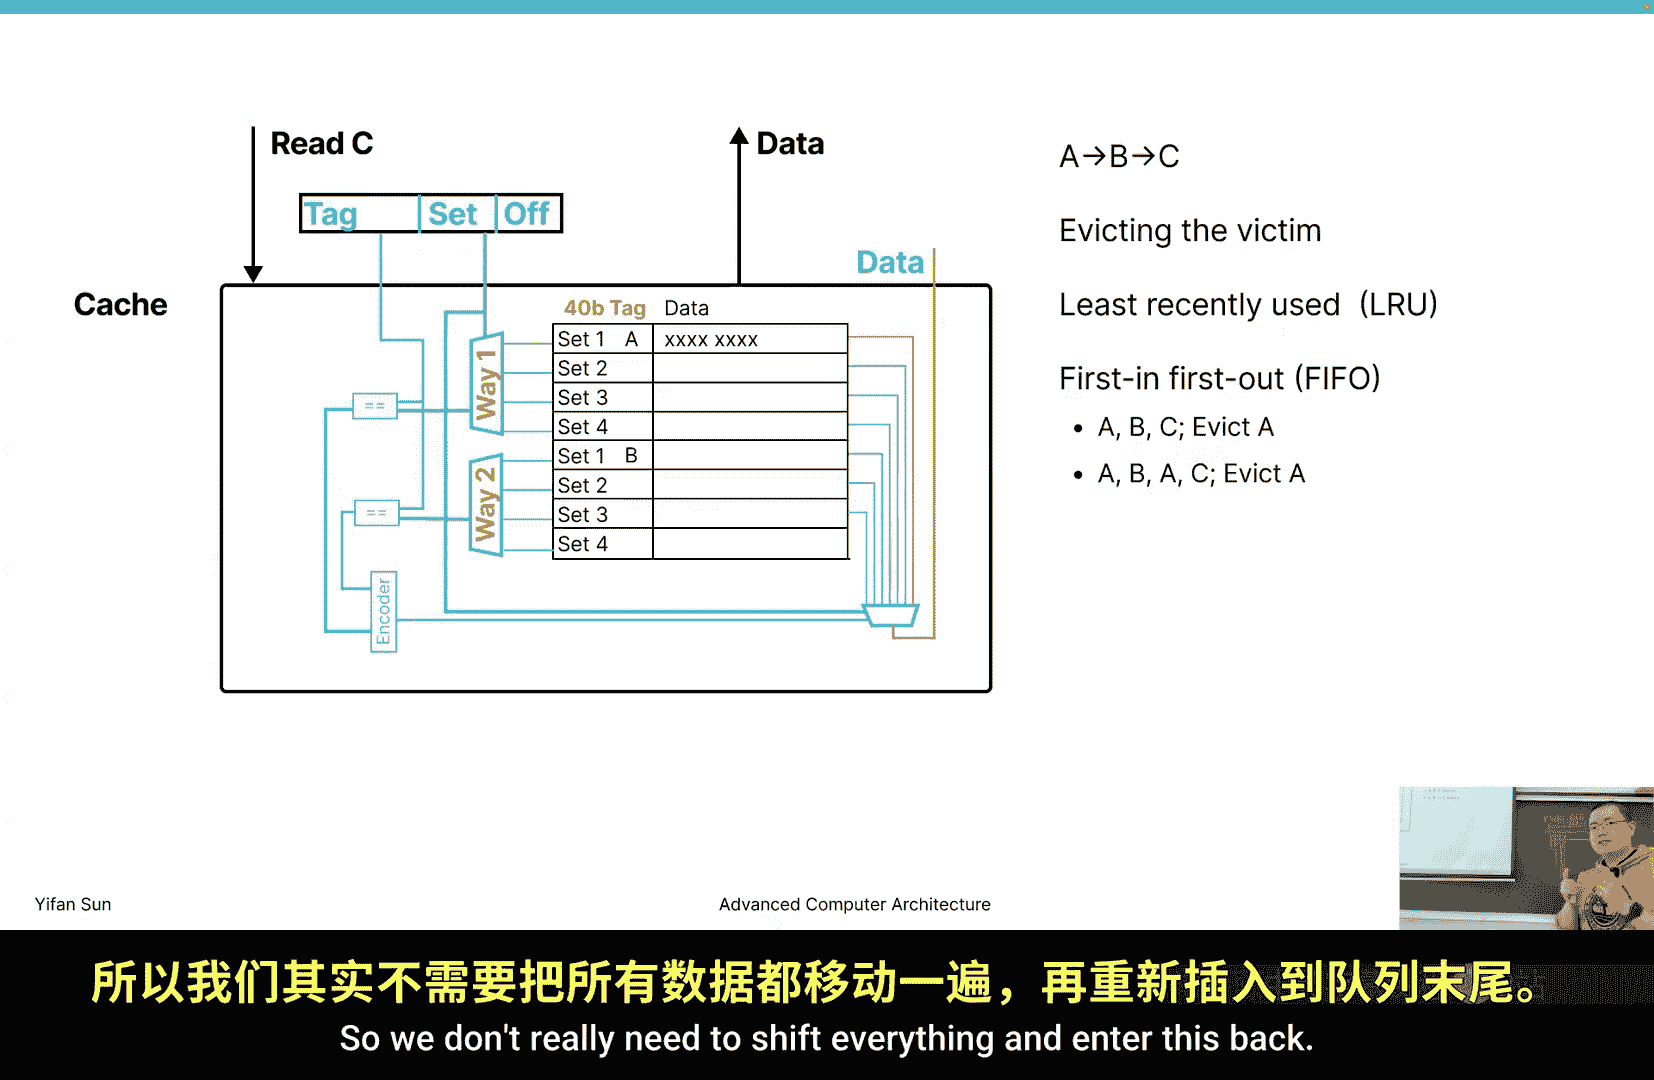 Read C
Data
Tag Set Off
Data
Cache
40b Tag Data
Set 1 A xxxx xxxx
Set 2
Set 3
Set 4
Set 1 B
Set 2
Set 3
Set 4
Way 1
Way 2
==
==
Encoder
A→B→C
Evicting the victim
Least recently used (LRU)
First-in first-out (FIFO)
• A, B, C; Evict A
• A, B, A, C; Evict A
Yifan Sun
Advanced Computer Architecture
所以我们其实不需要把所有数据都移动一遍，再重新插入到队列末尾。
So we don't really need to shift everything and enter this back.